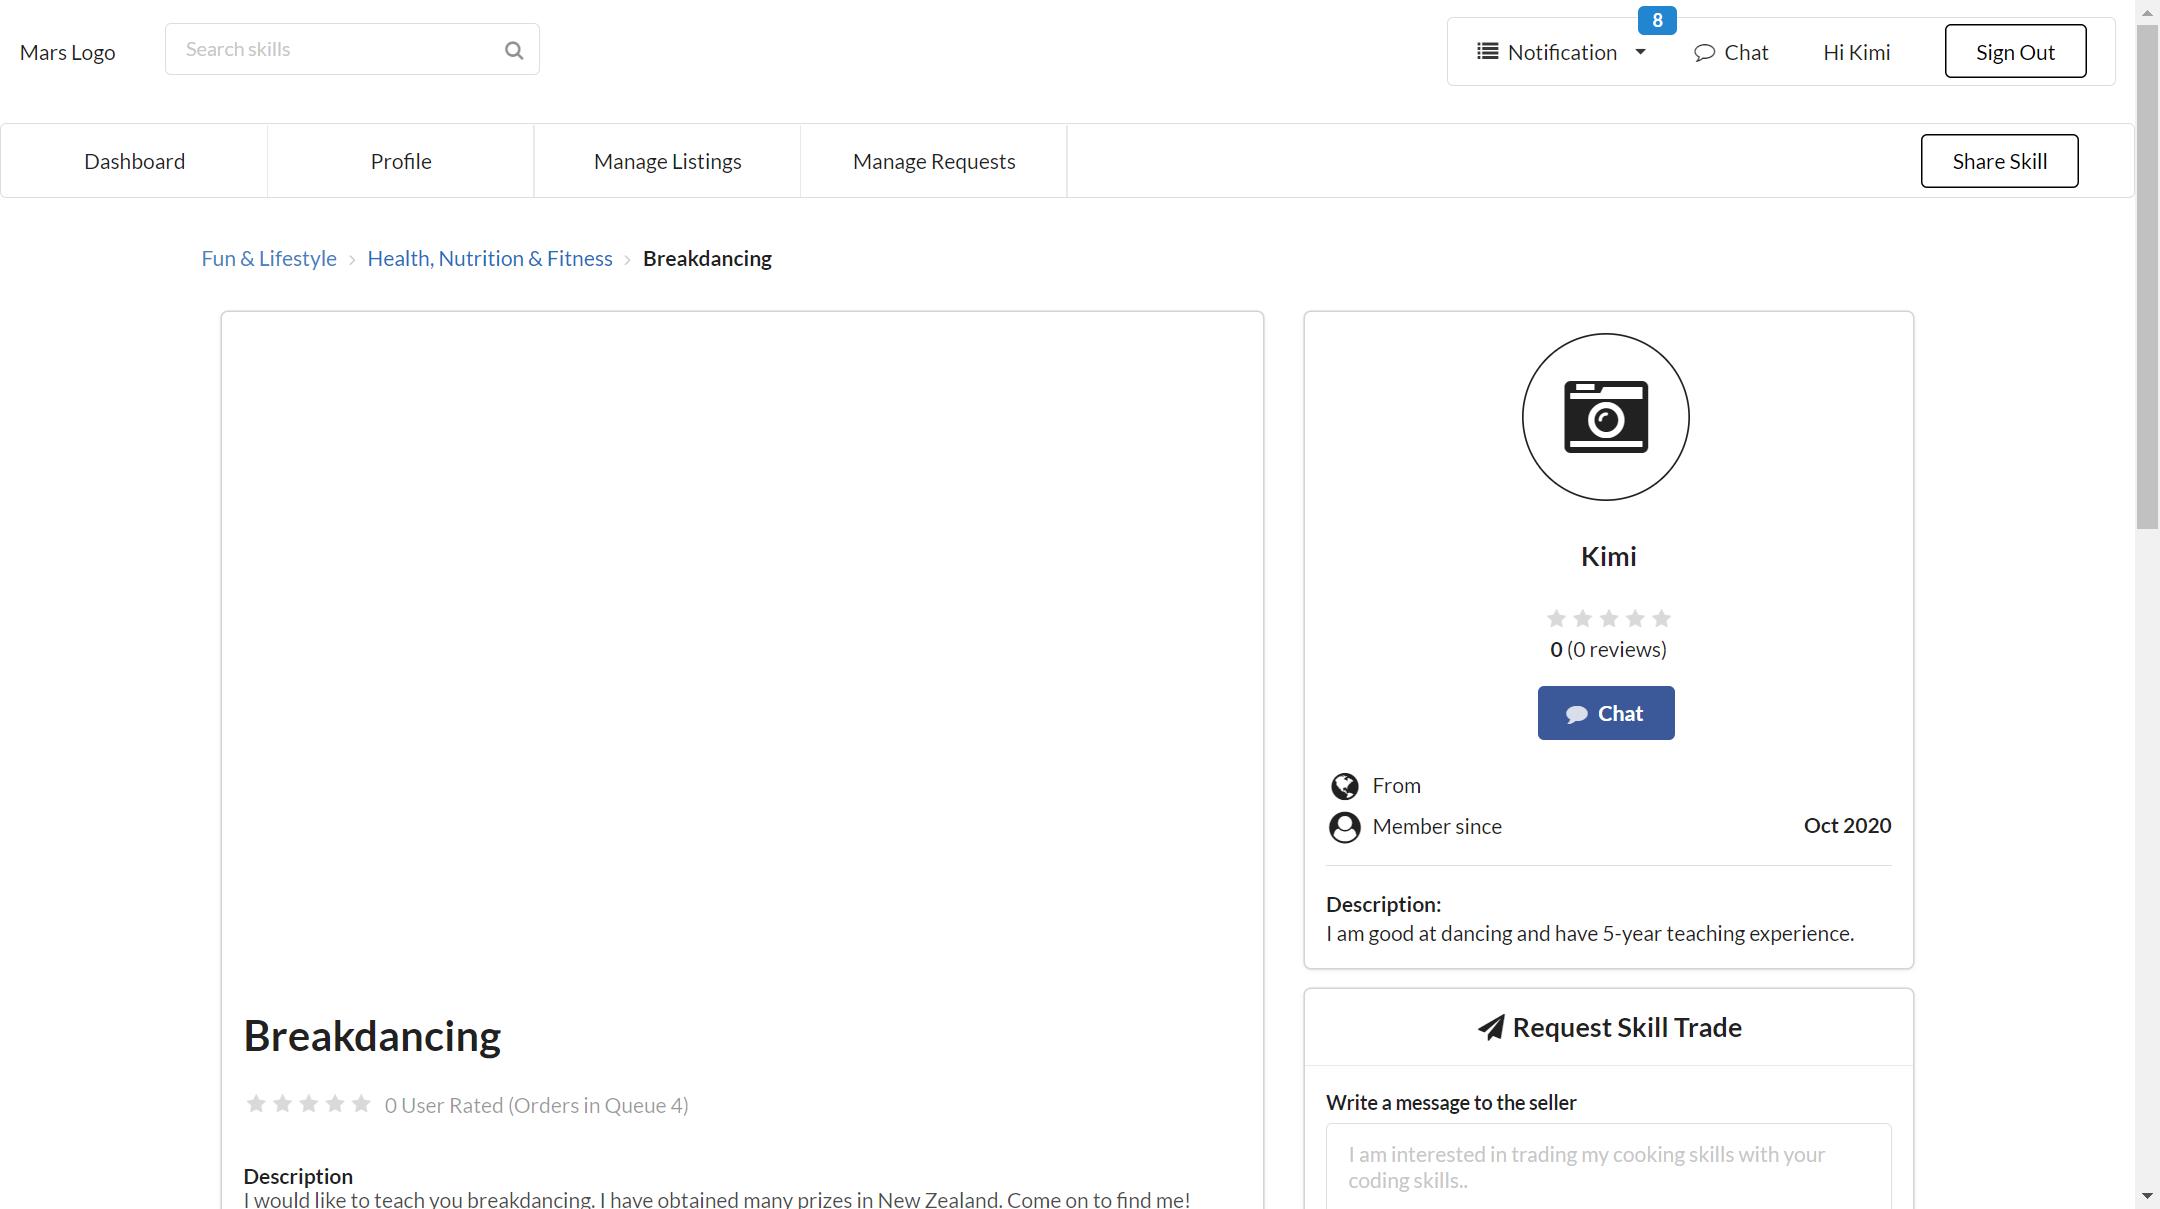 Mars Logo
Search skills
Notification
8
Chat
Hi Kimi
Sign Out
Dashboard
Profile
Manage Listings
Manage Requests
Share Skill
Fun & Lifestyle
Health, Nutrition & Fitness
Breakdancing
Kimi
0 (0 reviews)
Chat
From
Member since
Oct 2020
Description:
I am good at dancing and have 5-year teaching experience.
Breakdancing
0 User Rated (Orders in Queue 4)
Description
I would like to teach you breakdancing. I have obtained many prizes in New Zealand. Come on to find me!
Request Skill Trade
Write a message to the seller
I am interested in trading my cooking skills with your
coding skills..